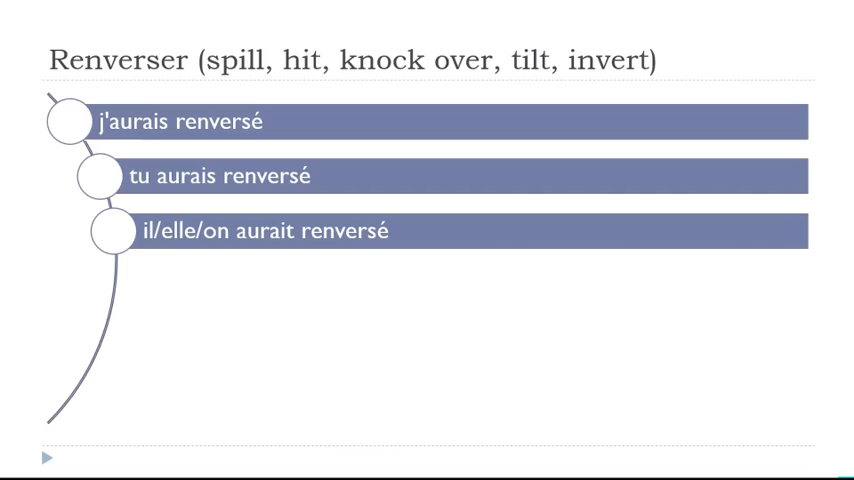 Renverser (spill, hit, knock over, tilt, invert)
j'aurais renversé
tu aurais renversé
il/elle/on aurait renversé